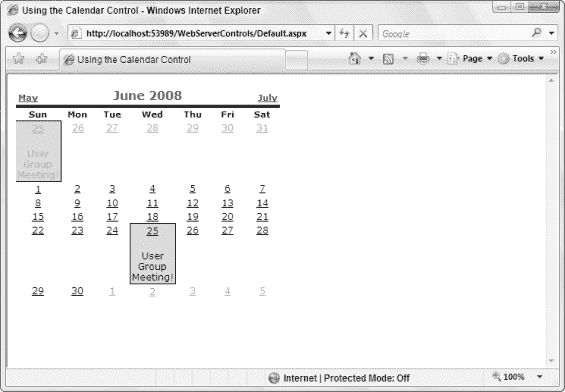 Using the Calendar Control - Windows Internet Explorer
http://localhost:53989/WebServerControls/Default.aspx
Google
Using the Calendar Control
Page
Tools
May June 2008 July
Sun Mon Tue Wed Thu Fri Sat
25 26 27 28 29 30 31
User
Group
Meeting!
1 2 3 4 5 6 7
8 9 10 11 12 13 14
15 16 17 18 19 20 21
22 23 24 25 26 27 28
User
Group
Meeting!
29 30 1 2 3 4 5
Internet | Protected Mode: Off
100%